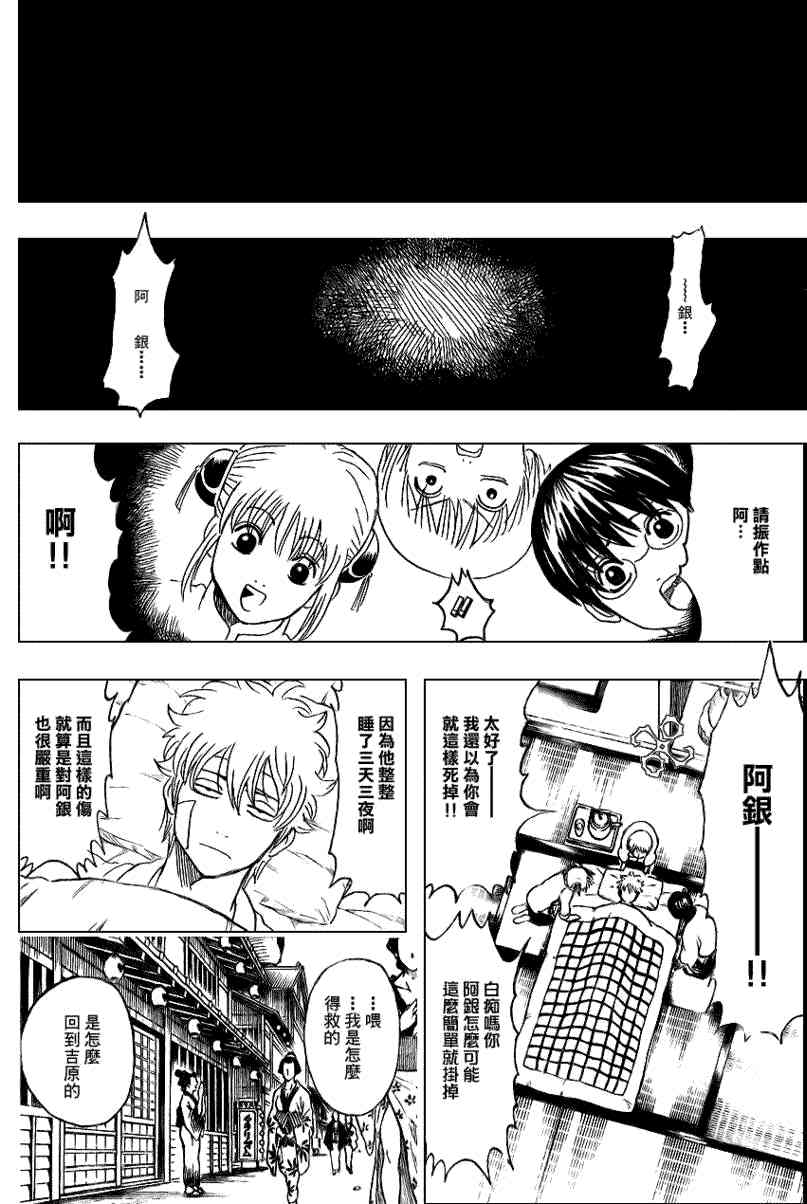 ~~銀…
阿 銀……
請振作點
阿…
!!
啊!!
阿銀——!!
太好了——
我還以為你會
就這樣死掉!!
白痴嗎你
阿銀怎麼可能
這麼簡單就掛掉
因為他整整
睡了三天三夜啊
而且這樣的傷
就算是對阿銀
也很嚴重啊
…喂
…我是怎麼
得救的
是怎麼
回到吉原的